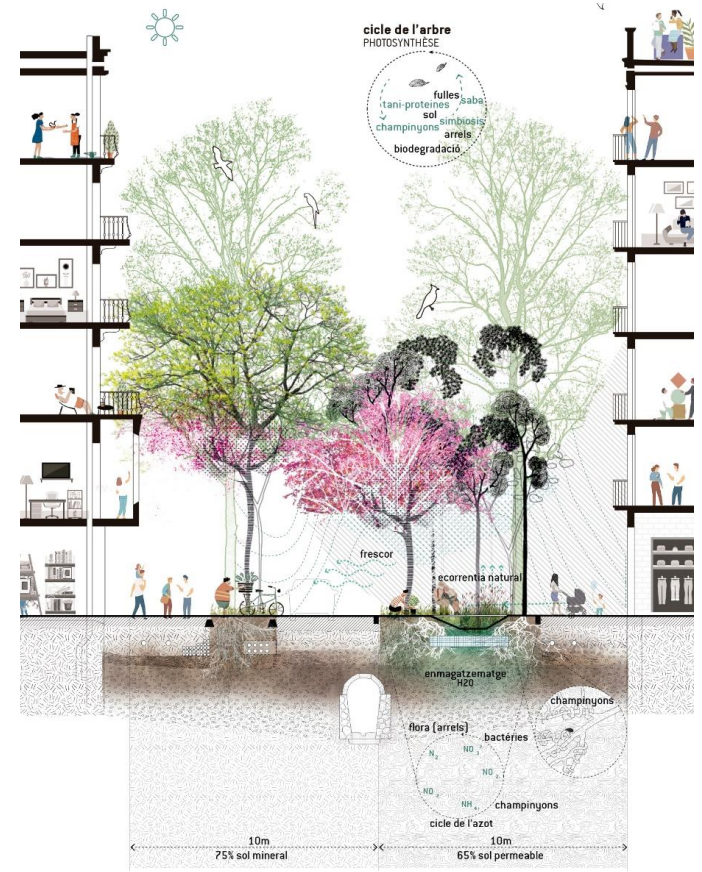 cicle de l'arbre
PHOTOSYNTHÈSE
fulles
tani-proteines
saba
sol
simbiosis
champinyons
arrels
biodegradació
frescor
ecorrentia natural
enmagatzematge
H2O
champinyons
flora (arrels)
bactéries
N2
NO3
NO2
NO2
NH4
champinyons
cicle de l'azot
10m
10m
75% sol mineral
65% sol permeable